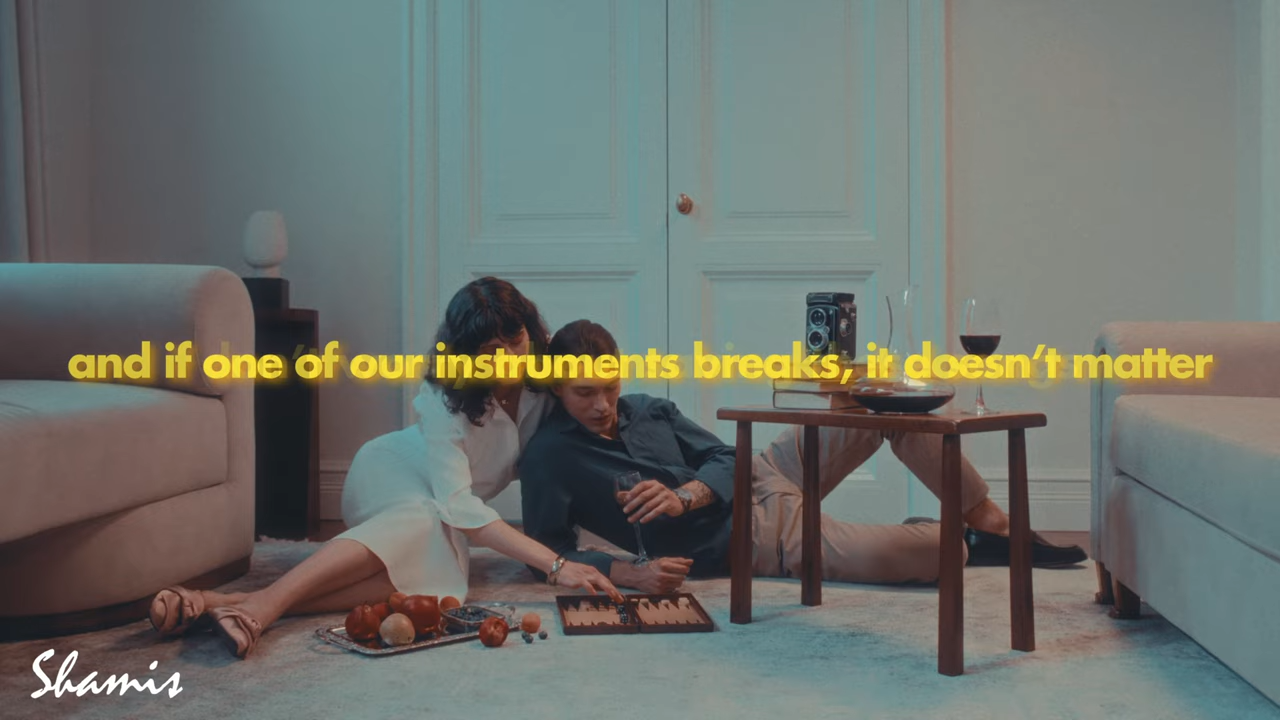 and if one of our instruments breaks, it doesn't matter
Shamis